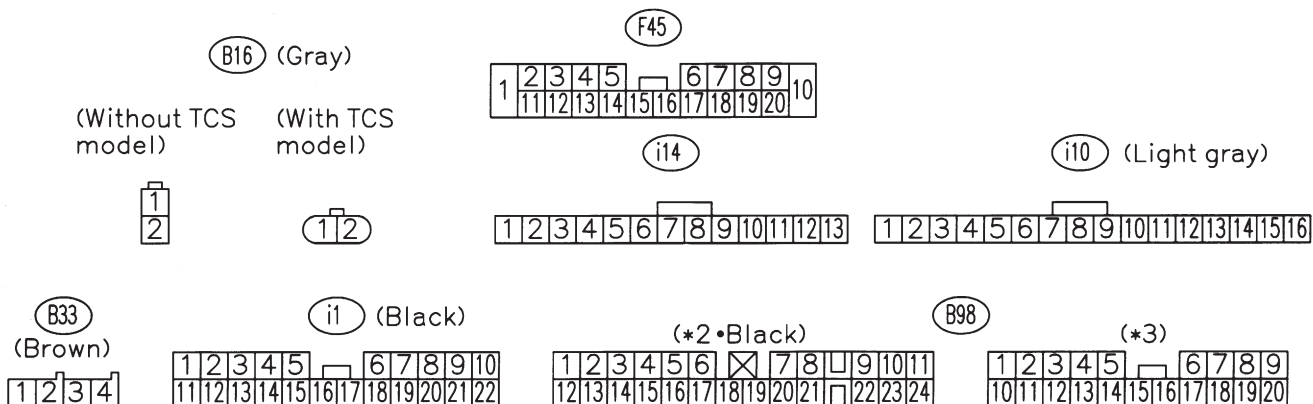 F45
B16 (Gray)
1 2 3 4 5 6 7 8 9 10
11 12 13 14 15 16 17 18 19 20
(Without TCS model)
(With TCS model)
i14
i10 (Light gray)
1
2
1 2
1 2 3 4 5 6 7 8 9 10 11 12 13
1 2 3 4 5 6 7 8 9 10 11 12 13 14 15 16
B33
(Brown)
1 2 3 4
i1 (Black)
1 2 3 4 5 6 7 8 9 10
11 12 13 14 15 16 17 18 19 20 21 22
B98
(*2•Black)
1 2 3 4 5 6 7 8 9 10 11
12 13 14 15 16 17 18 19 20 21 22 23 24
(*3)
1 2 3 4 5 6 7 8 9
10 11 12 13 14 15 16 17 18 19 20